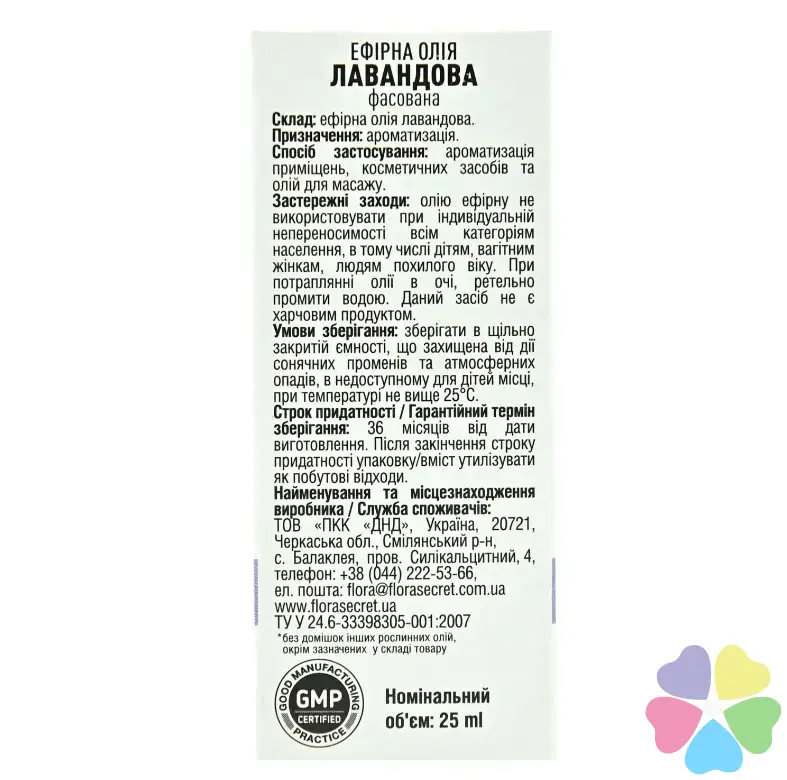 ЕФІРНА ОЛІЯ
ЛАВАНДОВА
фасована
Склад: ефірна олія лавандова.
Призначення: ароматизація.
Спосіб застосування: ароматизація
приміщень, косметичних засобів та
олій для масажу.
Застережні заходи: олію ефірну не
використовувати при індивідуальній
непереносимості всім категоріям
населення, в тому числі дітям, вагітним
жінкам, людям похилого віку. При
потраплянні олії в очі, ретельно
промити водою. Даний засіб не є
харчовим продуктом.
Умови зберігання: зберігати в щільно
закритій ємності, що захищена від дії
сонячних променів та атмосферних
опадів, в недоступному для дітей місці,
при температурі не вище 25°С.
Строк придатності / Гарантійний термін
зберігання: 36 місяців від дати
виготовлення. Після закінчення строку
придатності упаковку/вміст утилізувати
як побутові відходи.
Найменування та місцезнаходження
виробника / Служба споживачів:
ТОВ «ПКК «ДНД», Україна, 20721,
Черкаська обл., Смілянський р-н,
с. Балаклея, пров. Силікальцитний, 4,
телефон: +38 (044) 222-53-66,
ел. пошта: flora@florasecret.com.ua
www.florasecret.ua
ТУ У 24.6-33398305-001:2007
*без домішок інших рослинних олій,
окрім зазначених у складі товару
GOOD MANUFACTURING
GMP
CERTIFIED
PRACTICE
Номінальний
об'єм: 25 ml